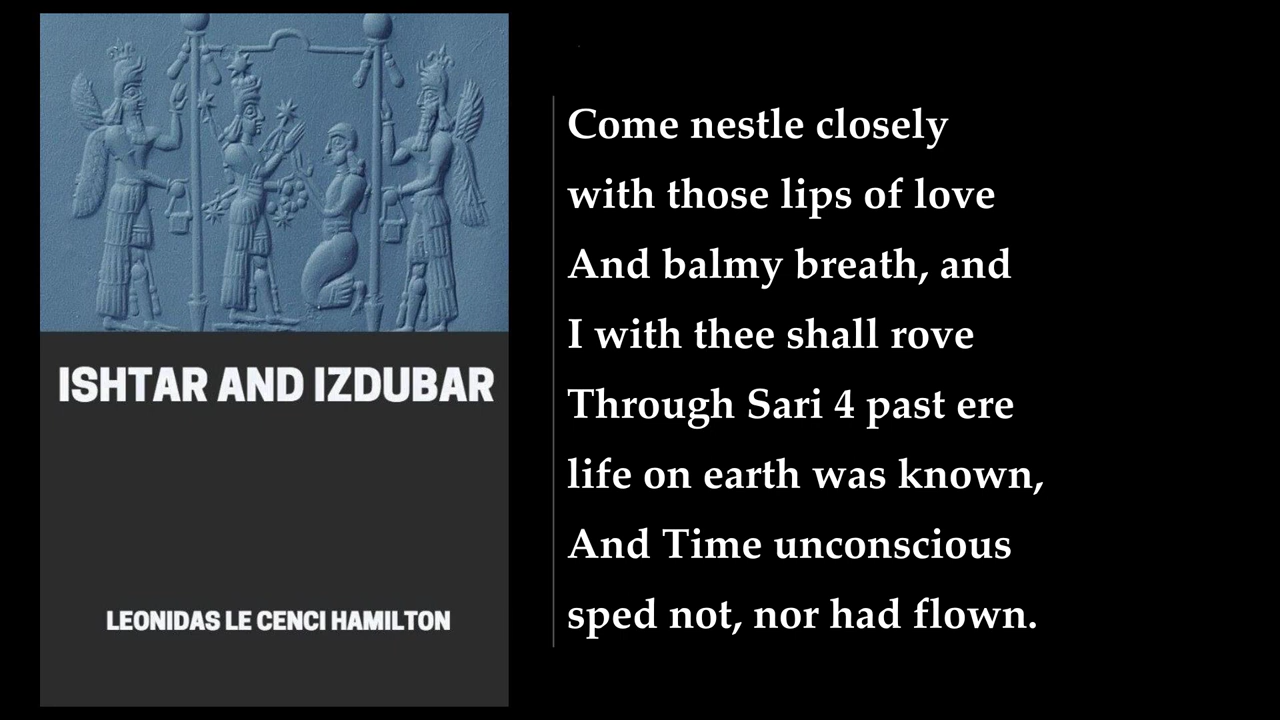 ISHTAR AND IZDUBAR
LEONIDAS LE CENCI HAMILTON
Come nestle closely
with those lips of love
And balmy breath, and
I with thee shall rove
Through Sari 4 past ere
life on earth was known,
And Time unconscious
sped not, nor had flown.